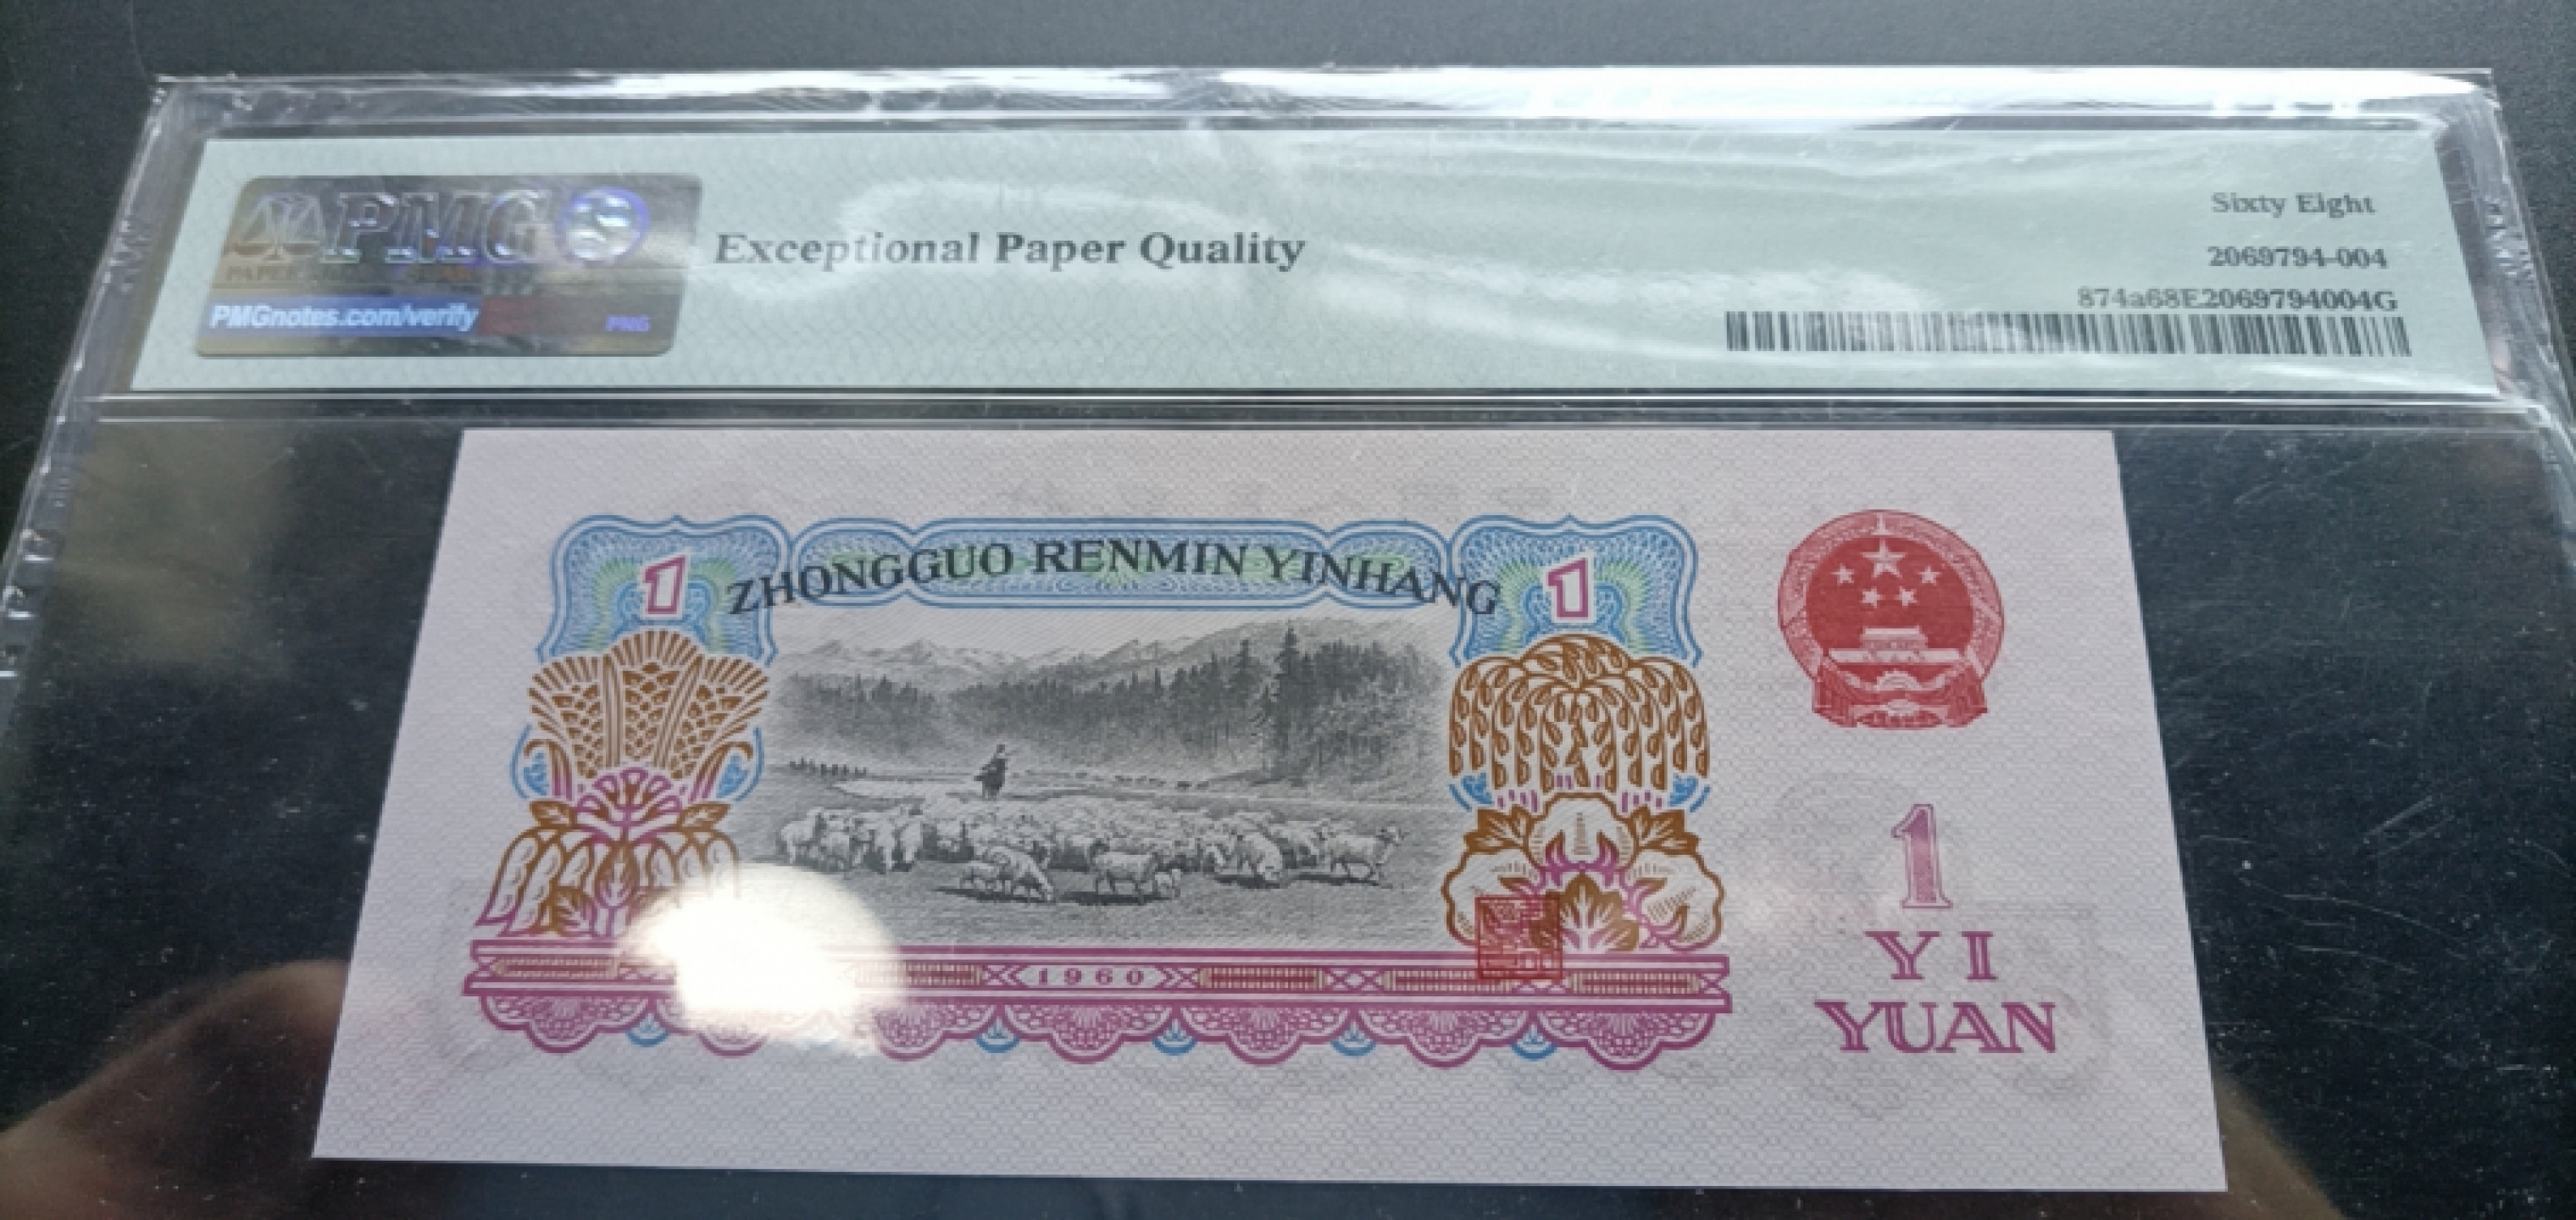 PMG
PMGnotes.com/verify
PMG
Exceptional Paper Quality
Sixty Eight
2069794-004
874a68E2069794004G
1
ZHONGGUO RENMIN YINHANG
1
1960
1
YI
YUAN